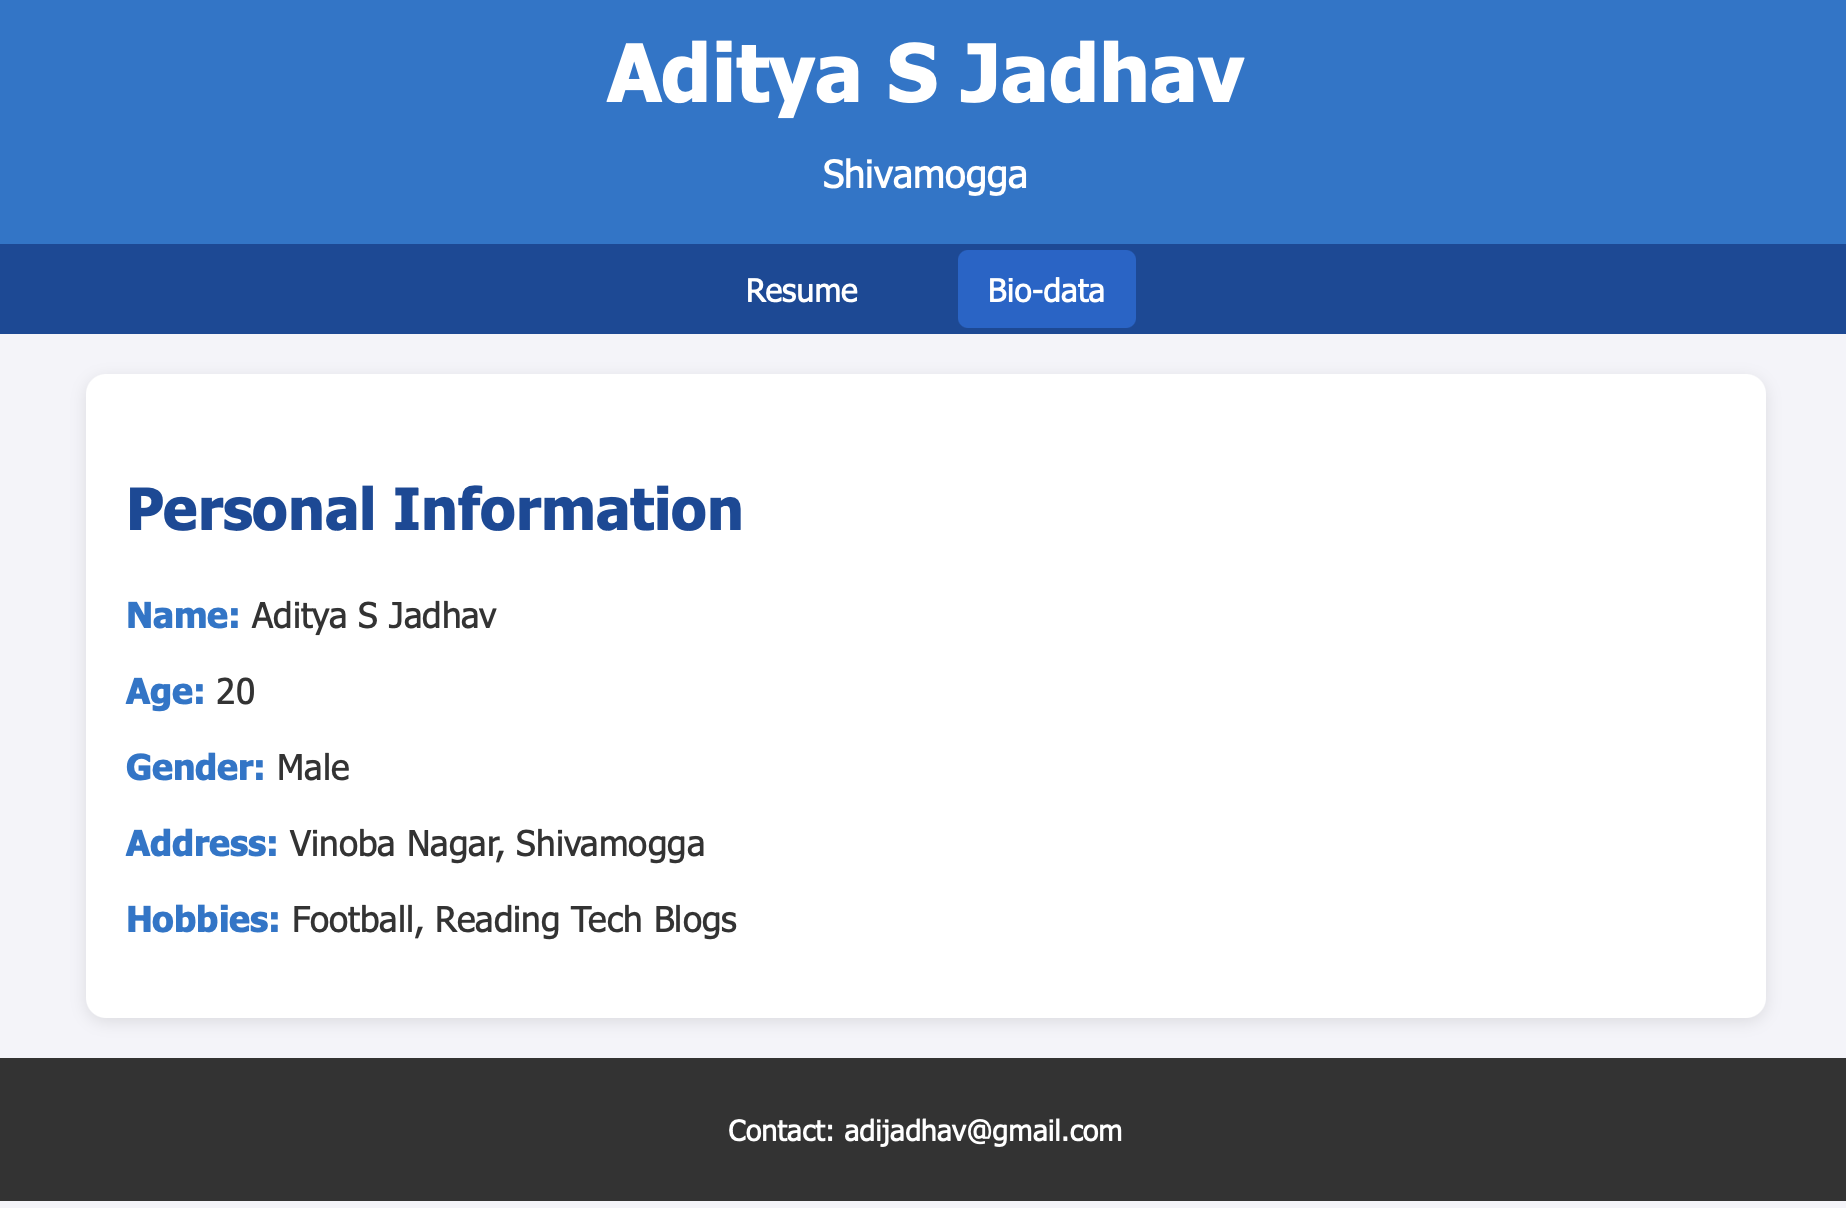 Aditya S Jadhav
Shivamogga
Resume
Bio-data
Personal Information
Name: Aditya S Jadhav
Age: 20
Gender: Male
Address: Vinoba Nagar, Shivamogga
Hobbies: Football, Reading Tech Blogs
Contact: adijadhav@gmail.com